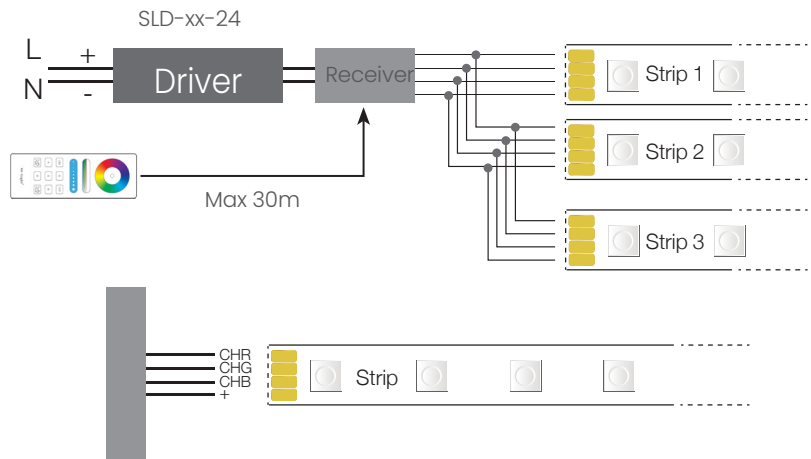 SLD-xx-24
L
+
N
-
Driver
Receiver
Strip 1
Strip 2
Max 30m
Strip 3
CHR
CHG
CHB
+
Strip